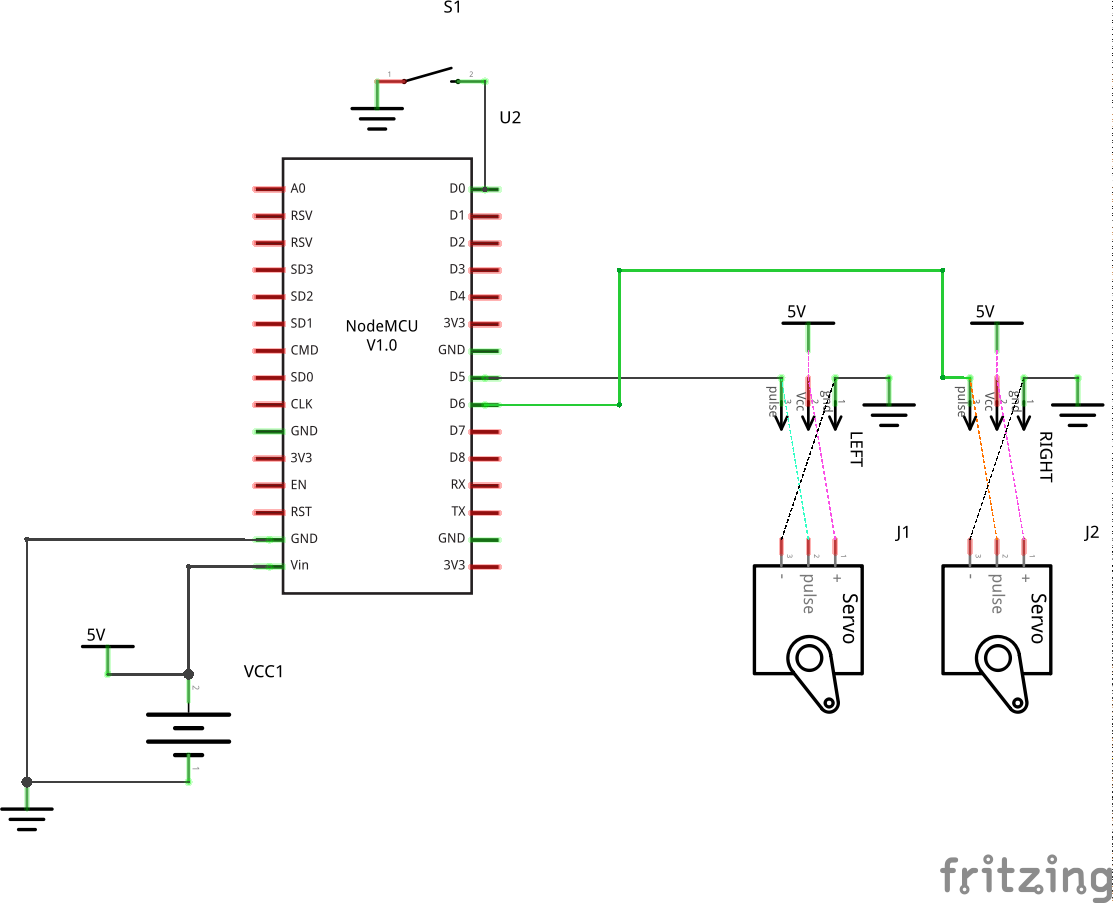 S1
1
2
U2
A0
RSV
RSV
SD3
SD2
SD1
CMD
SD0
CLK
GND
3V3
EN
RST
GND
Vin
NodeMCU
V1.0
D0
D1
D2
D3
D4
3V3
GND
D5
D6
D7
D8
RX
TX
GND
3V3
5V
pulse
3
Vcc
2
gnd
1
LEFT
5V
pulse
3
Vcc
2
gnd
1
RIGHT
J1
3
2
1
-
pulse
+
Servo
J2
3
2
1
-
pulse
+
Servo
5V
VCC1
2
1
fritzing